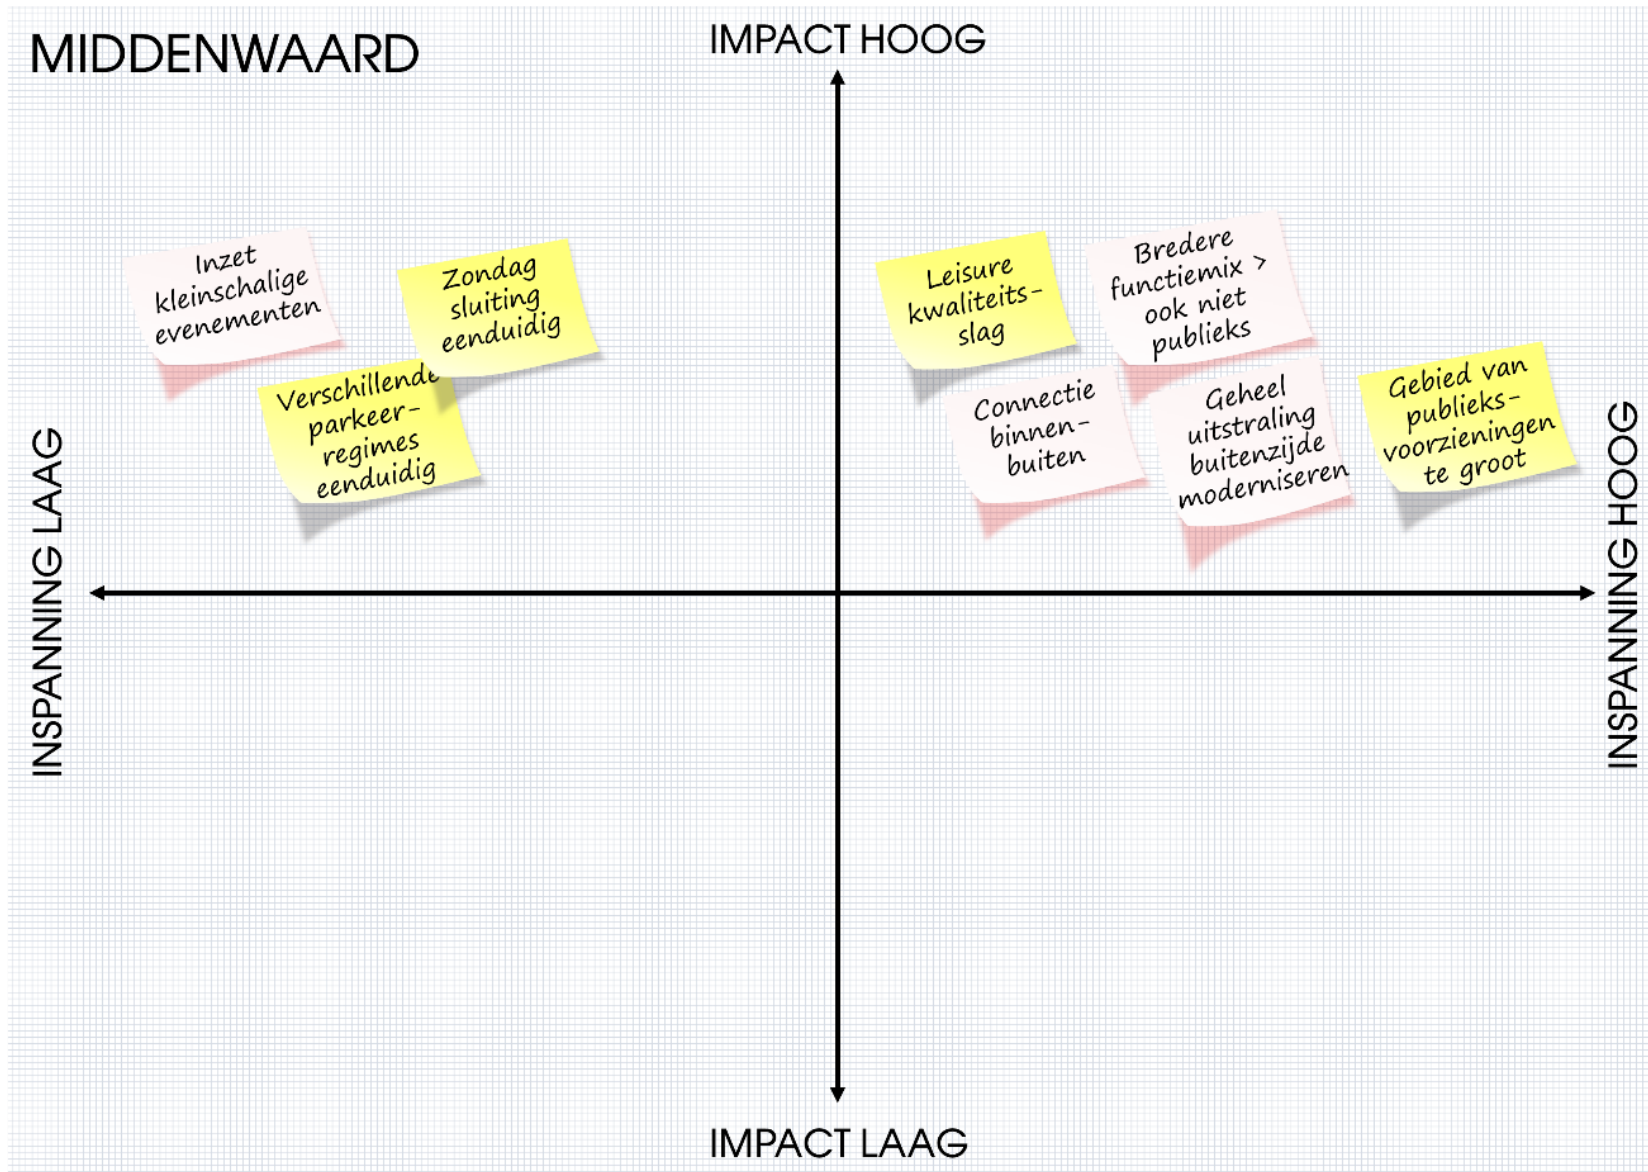 MIDDENWAARD
IMPACT HOOG
Inzet
kleinschalige
evenementen
Zondag
sluiting
eenduidig
Verschillende
parkeer-
regimes
eenduidig
Leisure
kwaliteits-
slag
Bredere
functiemix >
ook niet
publieks
Connectie
binnen-
buiten
Geheel
uitstraling
buitenzijde
moderniseren
Gebied van
publieks-
voorzieningen
te groot
INSPANNING LAAG
INSPANNING HOOG
IMPACT LAAG